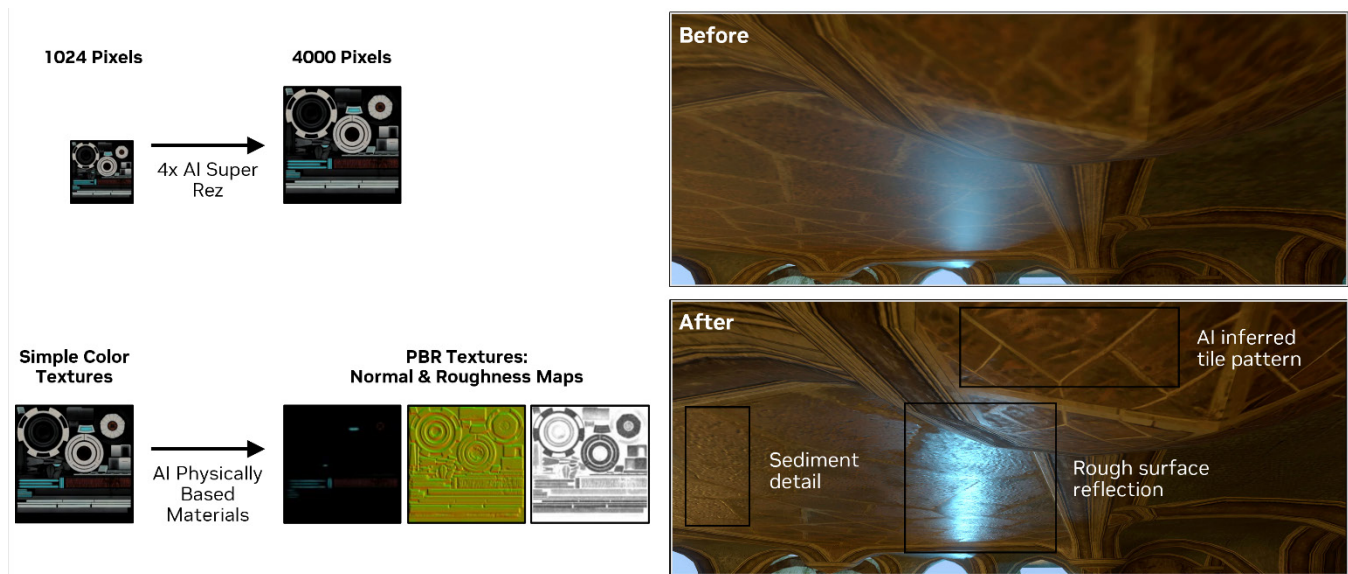 1024 Pixels
4000 Pixels
4x AI Super
Rez
Simple Color
Textures
PBR Textures:
Normal & Roughness Maps
AI Physically
Based
Materials
Before
After
AI inferred
tile pattern
Sediment
detail
Rough surface
reflection